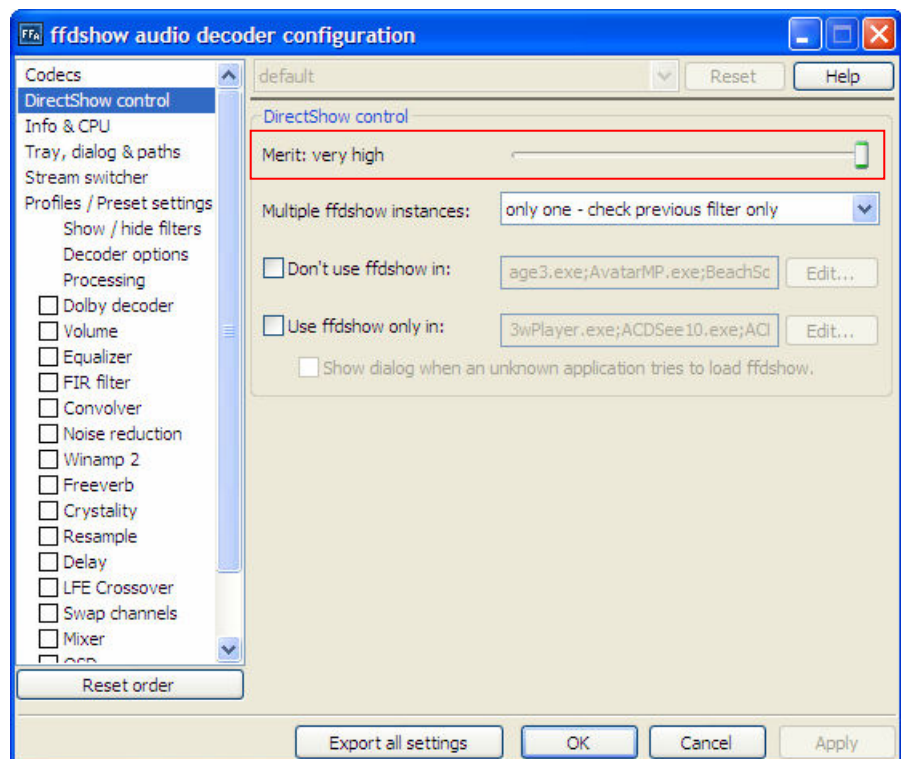 FFA ffdshow audio decoder configuration
Codecs
DirectShow control
Info & CPU
Tray, dialog & paths
Stream switcher
Profiles / Preset settings
Show / hide filters
Decoder options
Processing
Dolby decoder
Volume
Equalizer
FIR filter
Convolver
Noise reduction
Winamp 2
Freeverb
Crystality
Resample
Delay
LFE Crossover
Swap channels
Mixer
OSD
Reset order
default Reset Help
DirectShow control
Merit: very high
Multiple ffdshow instances: only one - check previous filter only
Don't use ffdshow in: age3.exe;AvatarMP.exe;BeachSc Edit...
Use ffdshow only in: 3wPlayer.exe;ACDSee10.exe;ACI Edit...
Show dialog when an unknown application tries to load ffdshow.
Export all settings OK Cancel Apply